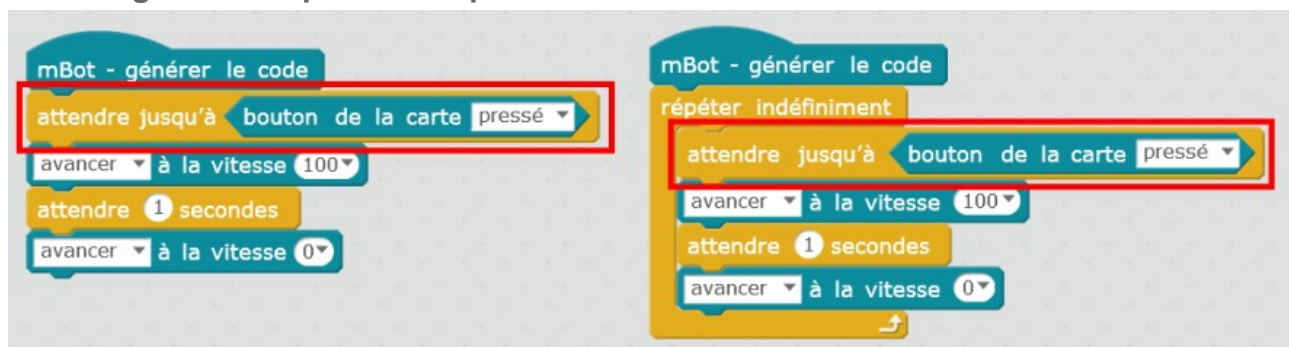 mBot - générer le code
attendre jusqu'à bouton de la carte pressé
avancer à la vitesse 100
attendre 1 secondes
avancer à la vitesse 0
mBot - générer le code
répéter indéfiniment
attendre jusqu'à bouton de la carte pressé
avancer à la vitesse 100
attendre 1 secondes
avancer à la vitesse 0